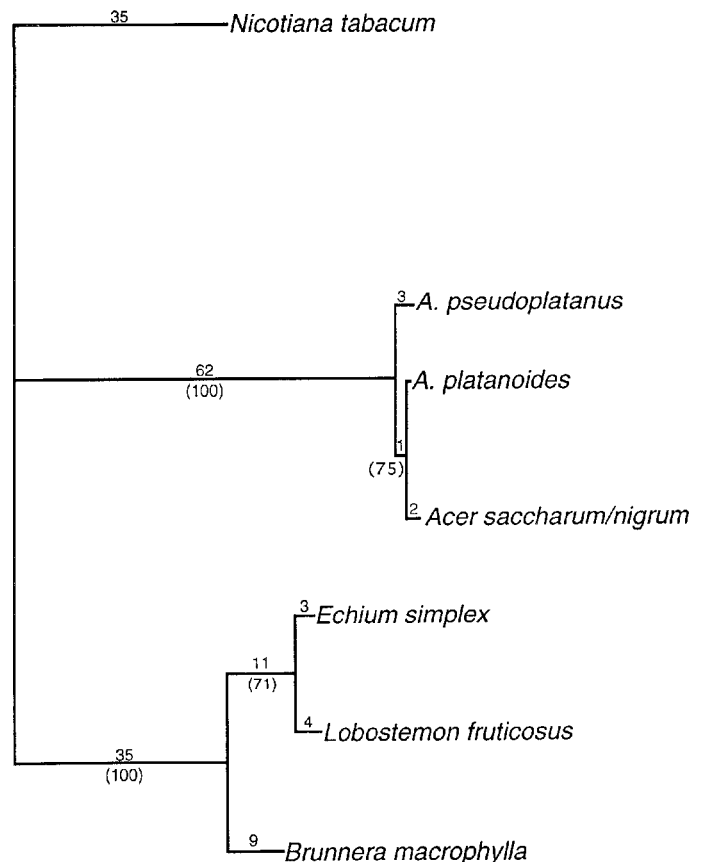 35
Nicotiana tabacum
3
A. pseudoplatanus
62
(100)
A. platanoides
1
(75)
2
Acer saccharum/nigrum
3
Echium simplex
11
(71)
4
Lobostemon fruticosus
35
(100)
9
Brunnera macrophylla